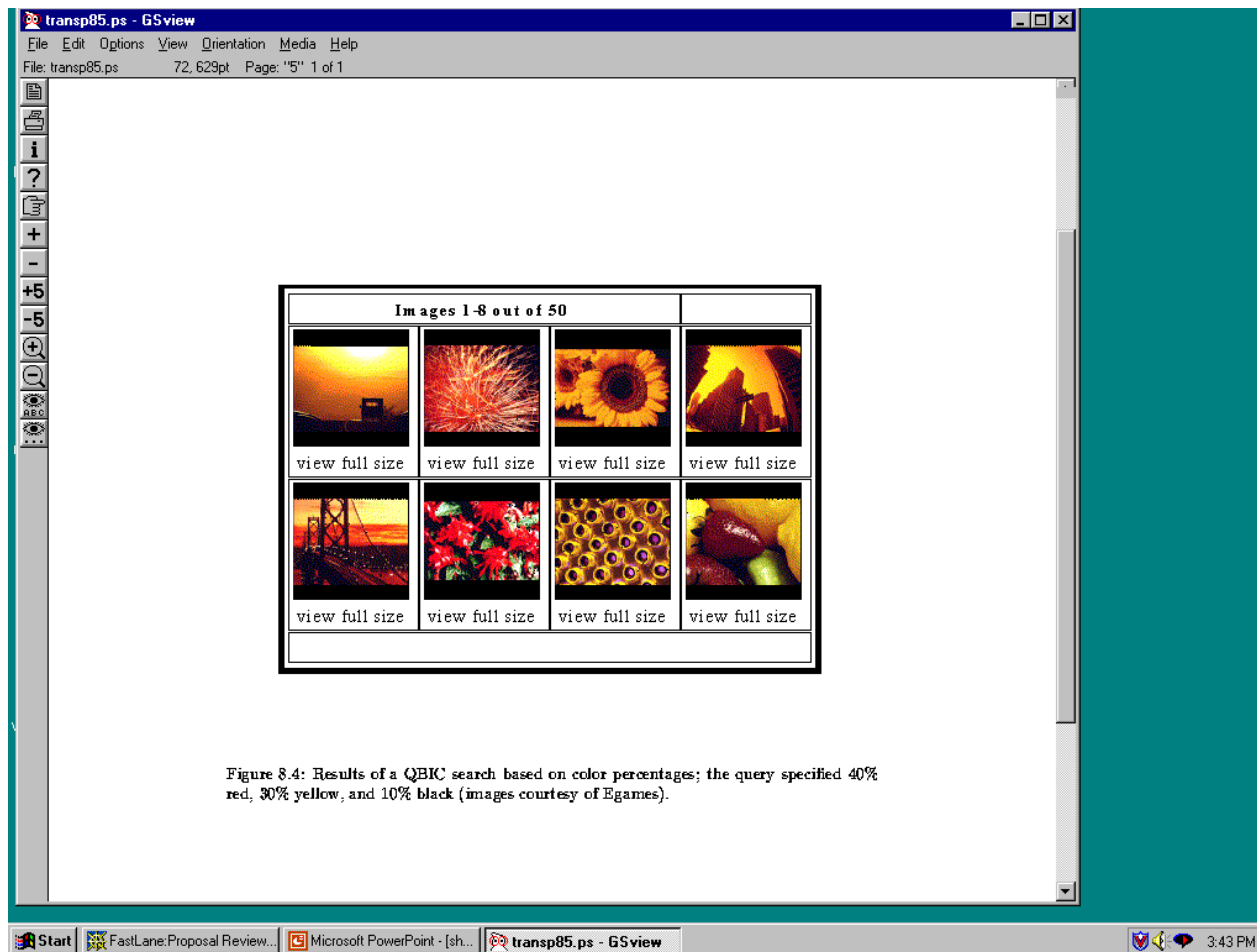 transp85.ps - GSview
File Edit Options View Orientation Media Help
File: transp85.ps 72, 629pt Page: "5" 1 of 1
i
?
+
-
+5
-5
ABC
Images 1-8 out of 50
view full size view full size view full size view full size
view full size view full size view full size view full size
Figure 8.4: Results of a QBIC search based on color percentages; the query specified 40%
red, 30% yellow, and 10% black (images courtesy of Egames).
Start FastLane:Proposal Review... Microsoft PowerPoint - [sh... transp85.ps - GSview 3:43 PM